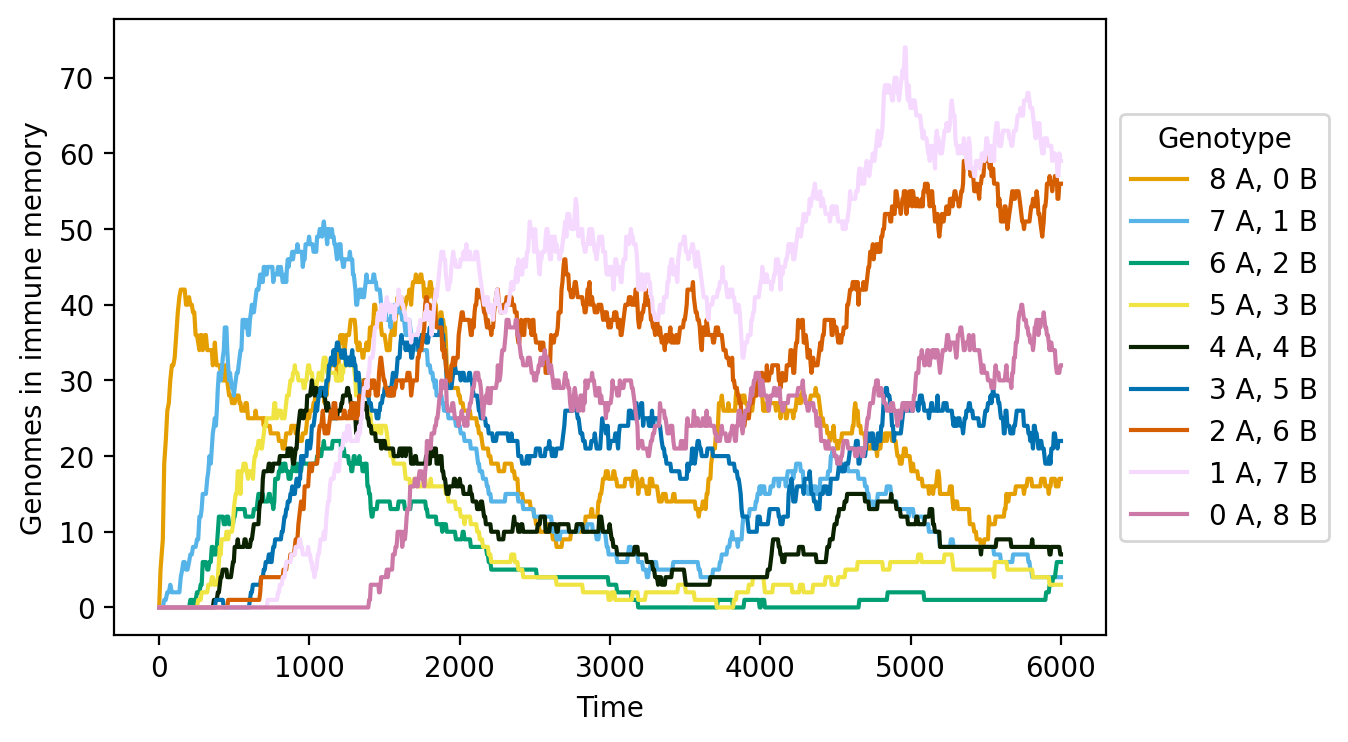 Genomes in immune memory
70
60
50
40
30
20
10
0
0 1000 2000 3000 4000 5000 6000
Time
Genotype
8 A, 0 B
7 A, 1 B
6 A, 2 B
5 A, 3 B
4 A, 4 B
3 A, 5 B
2 A, 6 B
1 A, 7 B
0 A, 8 B